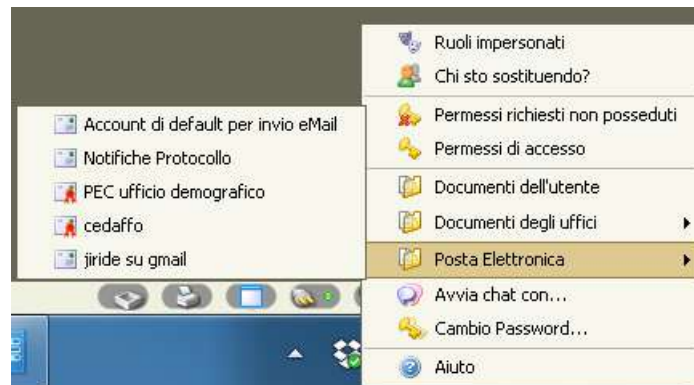 Ruoli impersonati
Chi sto sostituendo?
Permessi richiesti non posseduti
Permessi di accesso
Documenti dell'utente
Documenti degli uffici
Posta Elettronica
Avvia chat con...
Cambio Password...
Aiuto
Account di default per invio eMail
Notifiche Protocollo
PEC ufficio demografico
cedaffo
jiride su gmail